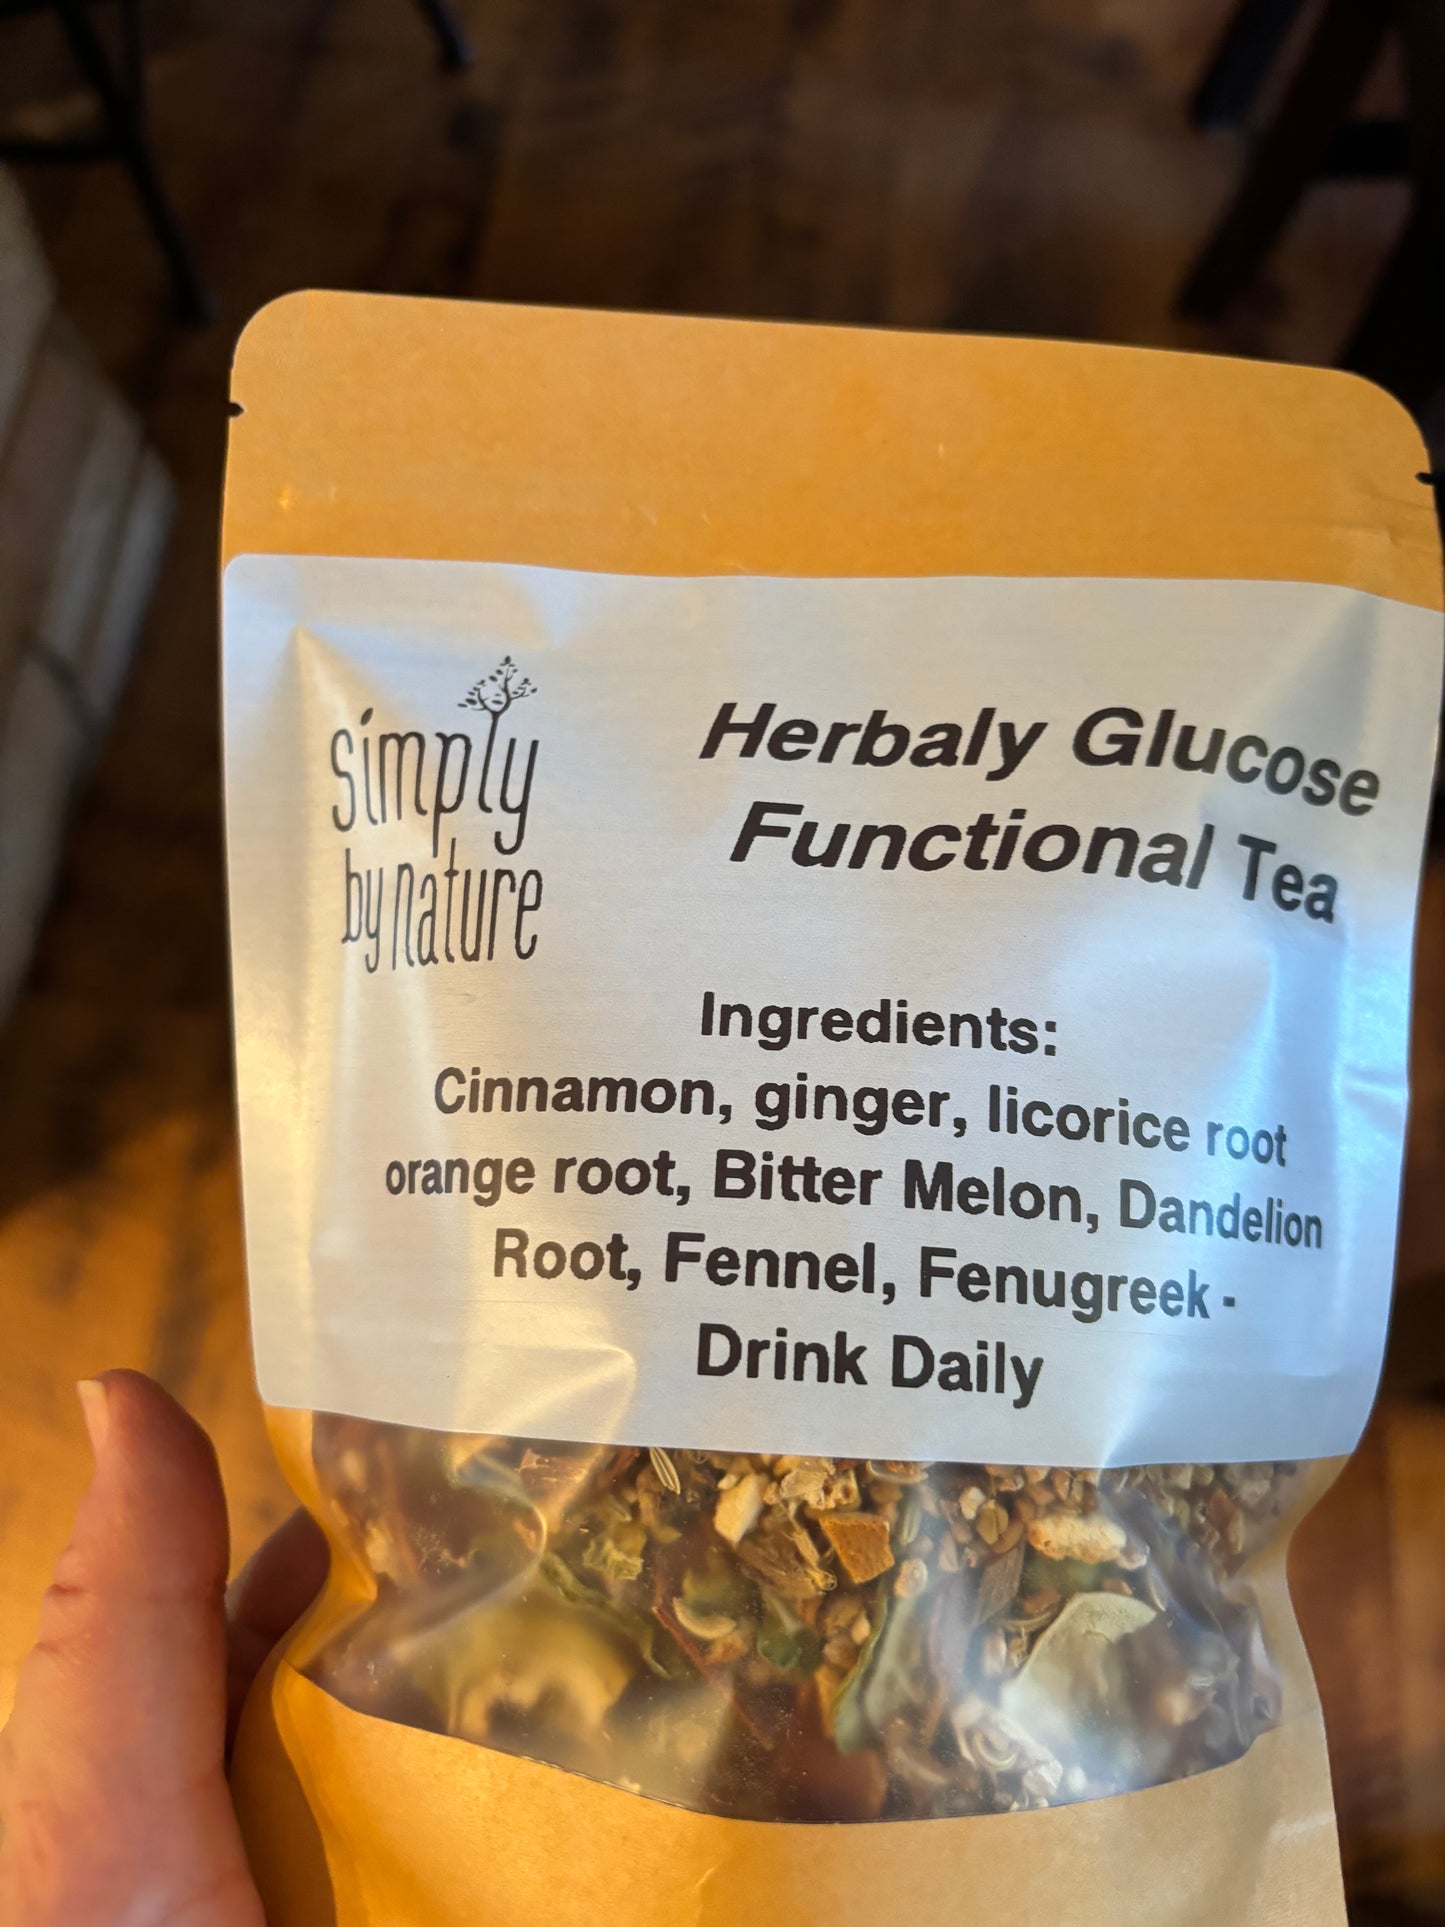 simply
by nature
Herbaly Glucose
Functional Tea
Ingredients:
Cinnamon, ginger, licorice root
orange root, Bitter Melon, Dandelion
Root, Fennel, Fenugreek -
Drink Daily